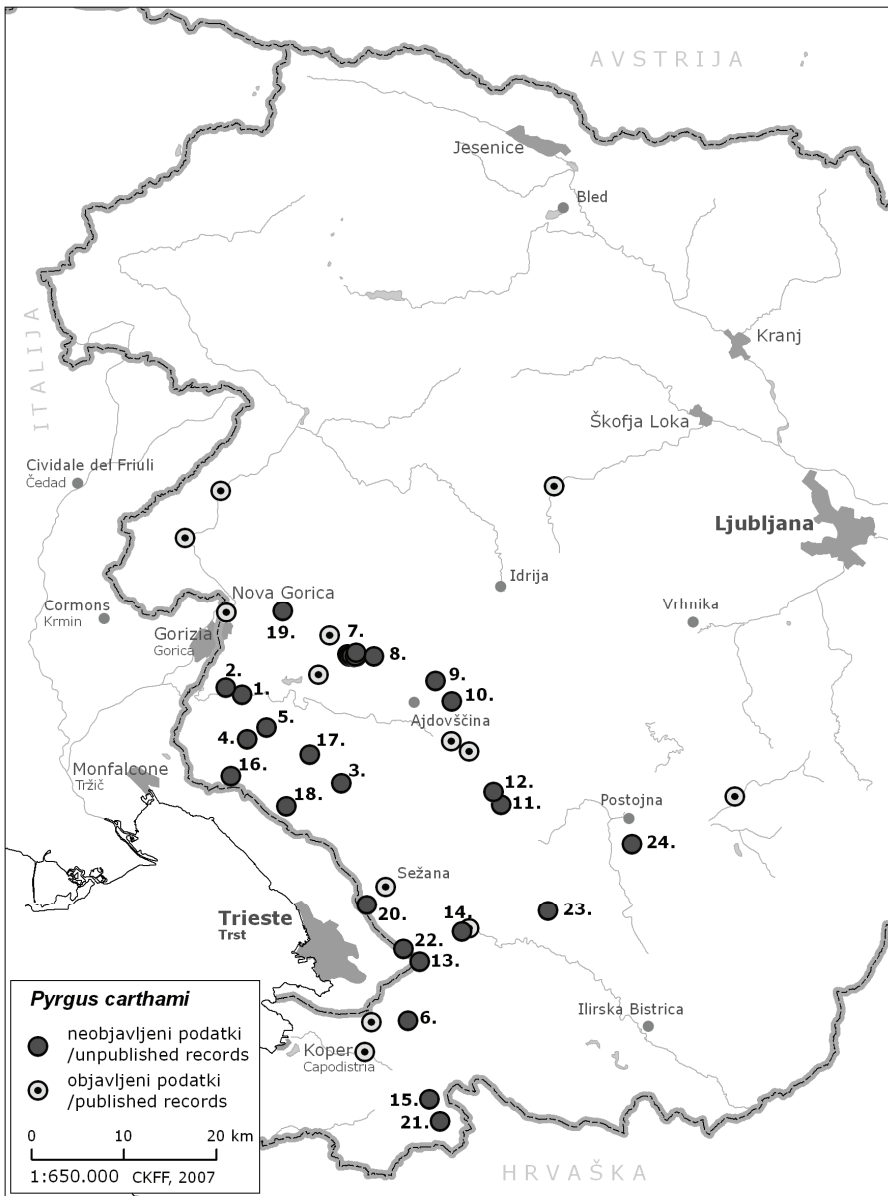 AVSTRIJA
Jesenice
Bled
ITALIJA
Kranj
Škofja Loka
Cividale del Friuli
Čedad
Ljubljana
Idrija
Nova Gorica
Cormons
Krmin
Vrhnika
19.
7.
Gorizia
Gorica
8.
2.
1.
9.
10.
Ajdovščina
5.
4.
17.
16.
3.
Monfalcone
Tržič
18.
12.
11.
Postojna
24.
Sežana
20.
14.
23.
Trieste
Trst
22.
13.
6.
Ilirska Bistrica
Koper
Capodistria
15.
21.
HRVAŠKA
Pyrgus carthami
neobjavljeni podatki
/unpublished records
objavljeni podatki
/published records
0 10 20 km
1:650.000 CKFF, 2007